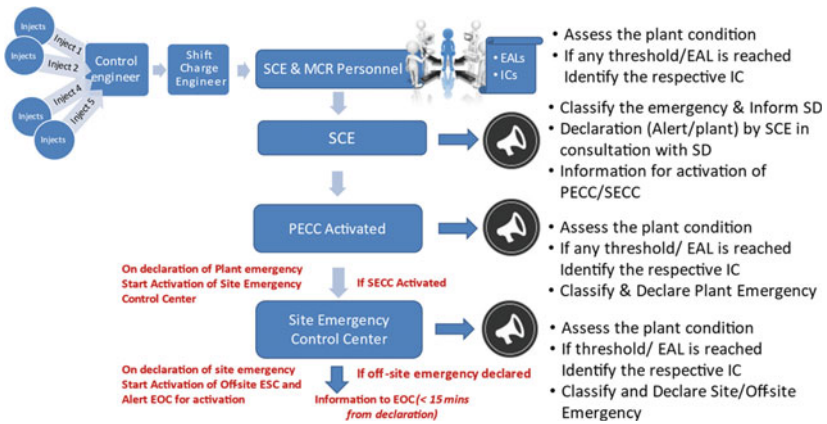 Injects
Injects
Injects
Injects
Inject 1
Inject 2
Inject 4
Inject 5
Control
engineer
Shift
Charge
Engineer
SCE & MCR Personnel
• EALs
• ICs
• Assess the plant condition
• If any threshold/EAL is reached
Identify the respective IC
SCE
• Classify the emergency & Inform SD
• Declaration (Alert/plant) by SCE in
consultation with SD
• Information for activation of
PECC/SECC
PECC Activated
• Assess the plant condition
• If any threshold/ EAL is reached
Identify the respective IC
• Classify & Declare Plant Emergency
On declaration of Plant emergency
Start Activation of Site Emergency
Control Center
If SECC Activated
Site Emergency
Control Center
• Assess the plant condition
• If threshold/ EAL is reached
Identify the respective IC
• Classify and Declare Site/Off-site
Emergency
On declaration of site emergency
Start Activation of Off-site ESC and
Alert EOC for activation
If off-site emergency declared
Information to EOC(< 15 mins
from declaration)